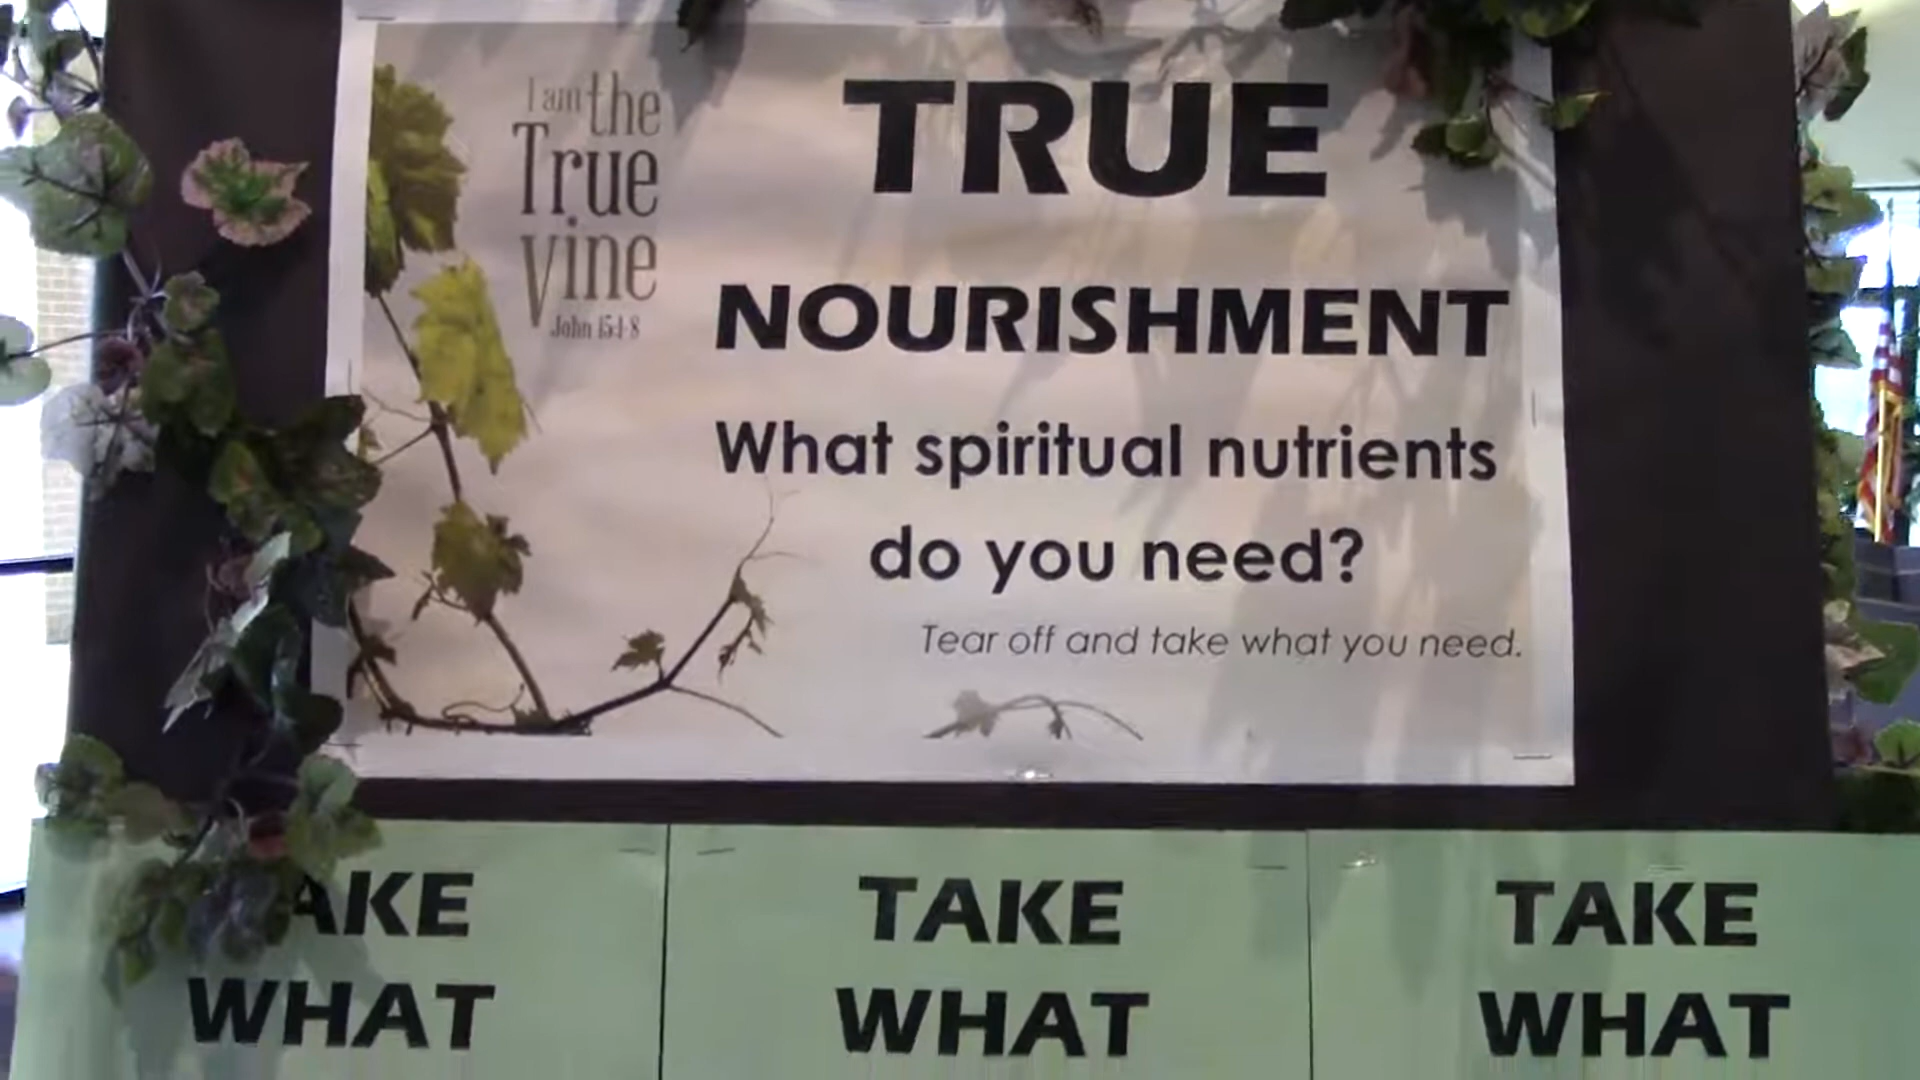 I am the
True
vine
John 15:1-8
TRUE
NOURISHMENT
What spiritual nutrients
do you need?
Tear off and take what you need.
AKE
WHAT
TAKE
WHAT
TAKE
WHAT